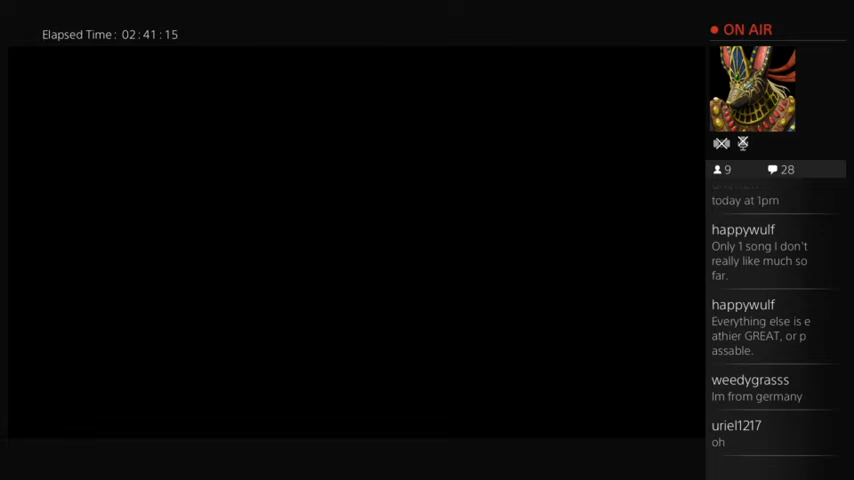 Elapsed Time: 02:41:15
ON AIR
9 28
today at 1pm
happywulf
Only 1 song I don't
really like much so
far.
happywulf
Everything else is e
athier GREAT, or p
assable.
weedygrasss
Im from germany
uriel1217
oh